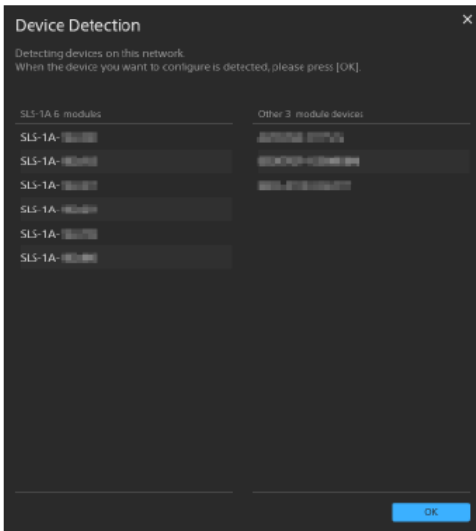 Device Detection
Detecting devices on this network.
When the device you want to configure is detected, please press [OK].
SLS-1A 6 modules
SLS-1A-
SLS-1A-
SLS-1A-
SLS-1A-
SLS-1A-
SLS-1A-
Other 3 module devices
OK